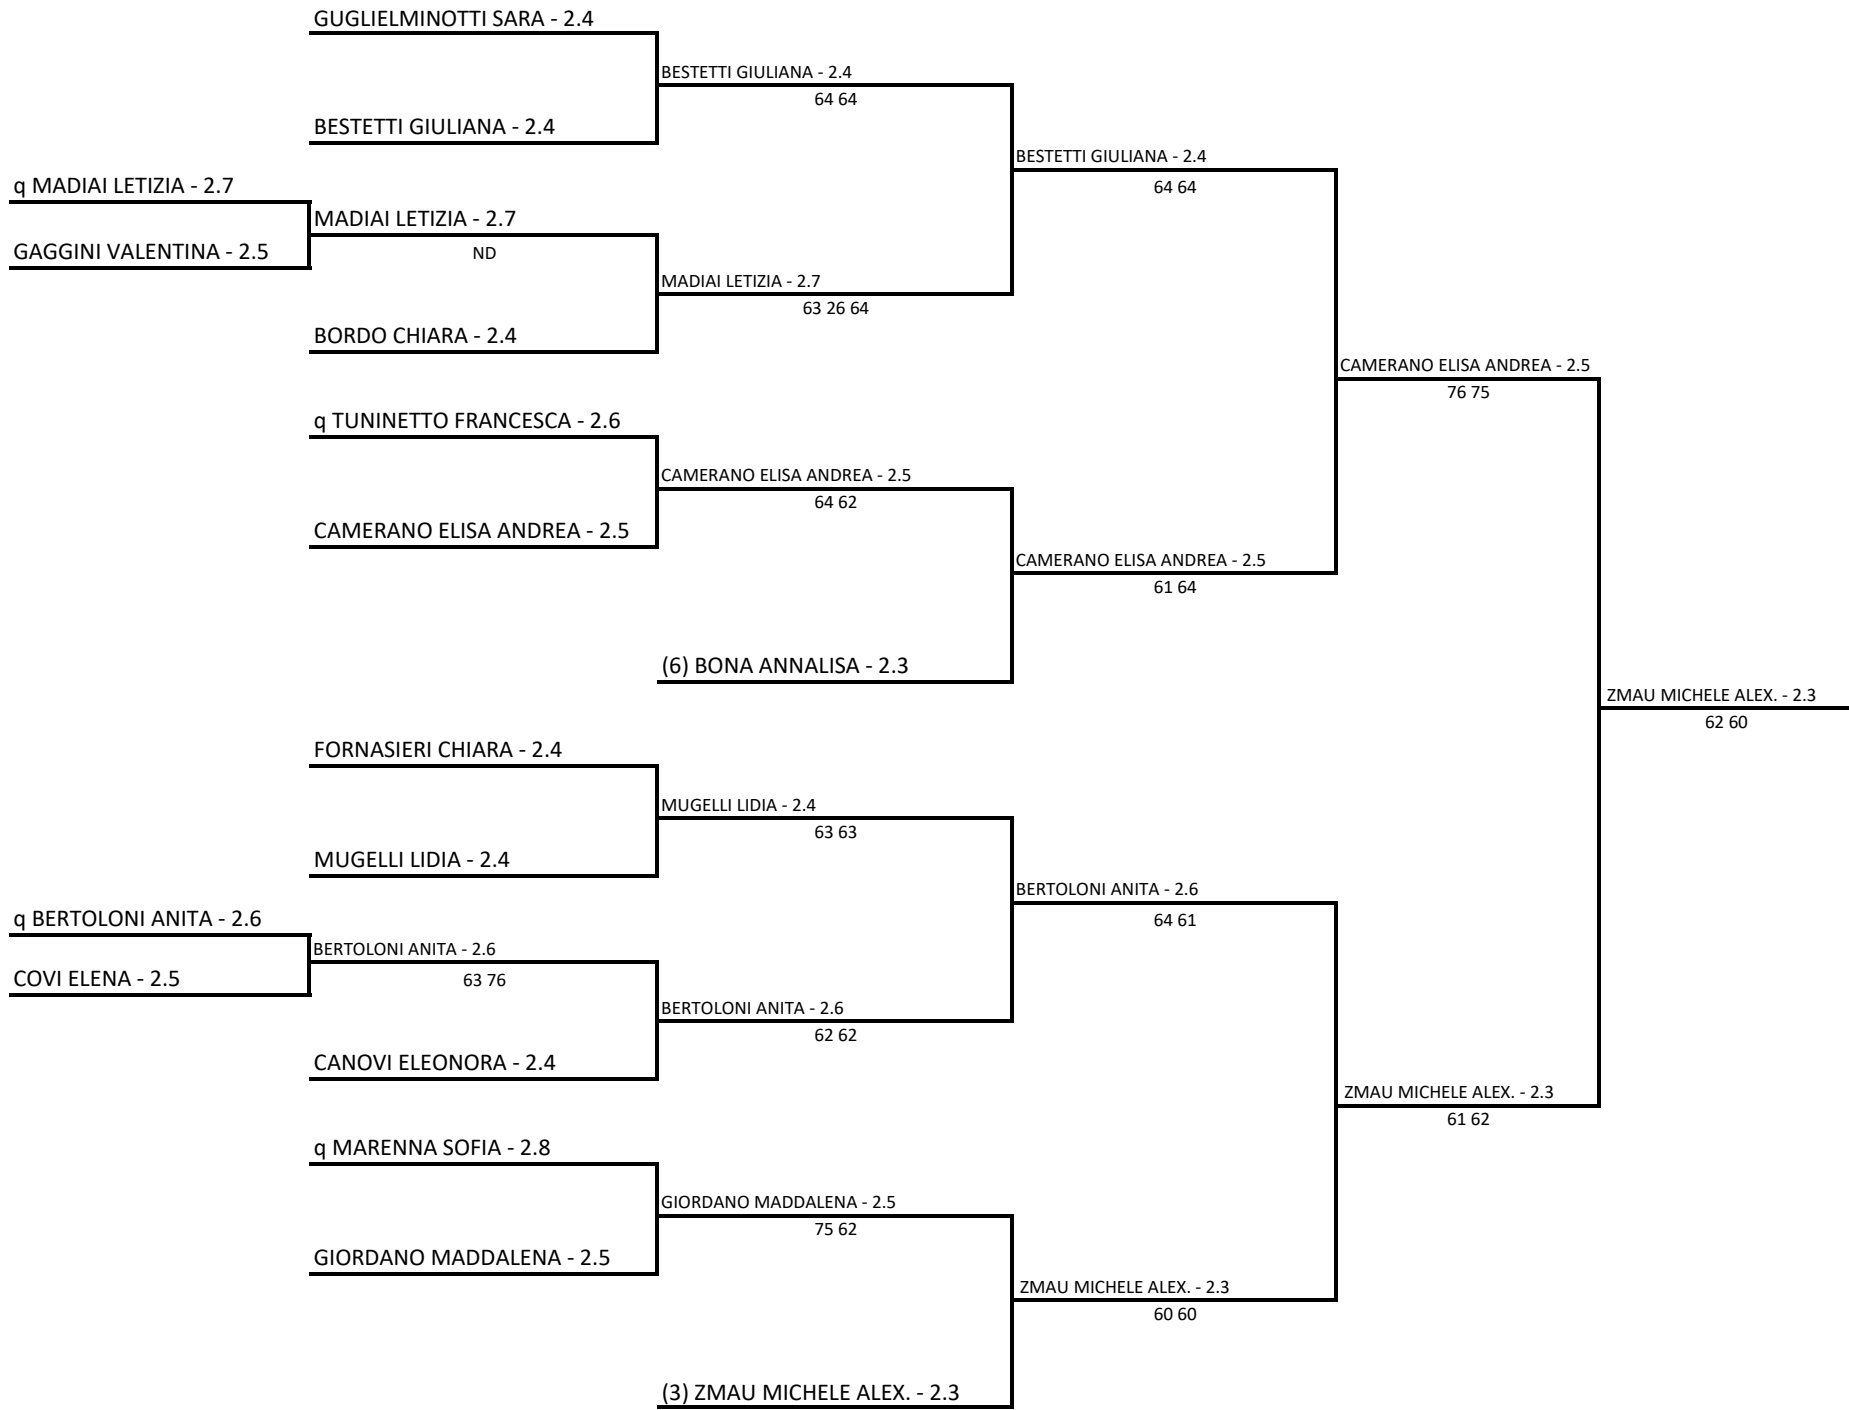 GUGLIELMINOTTI SARA - 2.4
BESTETTI GIULIANA - 2.4
64 64
BESTETTI GIULIANA - 2.4
BESTETTI GIULIANA - 2.4
64 64
q MADIAI LETIZIA - 2.7
MADIAI LETIZIA - 2.7
GAGGINI VALENTINA - 2.5
ND
MADIAI LETIZIA - 2.7
63 26 64
BORDO CHIARA - 2.4
CAMERANO ELISA ANDREA - 2.5
76 75
q TUNINETTO FRANCESCA - 2.6
CAMERANO ELISA ANDREA - 2.5
64 62
CAMERANO ELISA ANDREA - 2.5
CAMERANO ELISA ANDREA - 2.5
61 64
(6) BONA ANNALISA - 2.3
ZMAU MICHELE ALEX. - 2.3
62 60
FORNASIERI CHIARA - 2.4
MUGELLI LIDIA - 2.4
63 63
MUGELLI LIDIA - 2.4
BERTOLONI ANITA - 2.6
64 61
q BERTOLONI ANITA - 2.6
BERTOLONI ANITA - 2.6
COVI ELENA - 2.5
63 76
BERTOLONI ANITA - 2.6
62 62
CANOVI ELEONORA - 2.4
ZMAU MICHELE ALEX. - 2.3
61 62
q MARENNA SOFIA - 2.8
GIORDANO MADDALENA - 2.5
75 62
GIORDANO MADDALENA - 2.5
ZMAU MICHELE ALEX. - 2.3
60 60
(3) ZMAU MICHELE ALEX. - 2.3